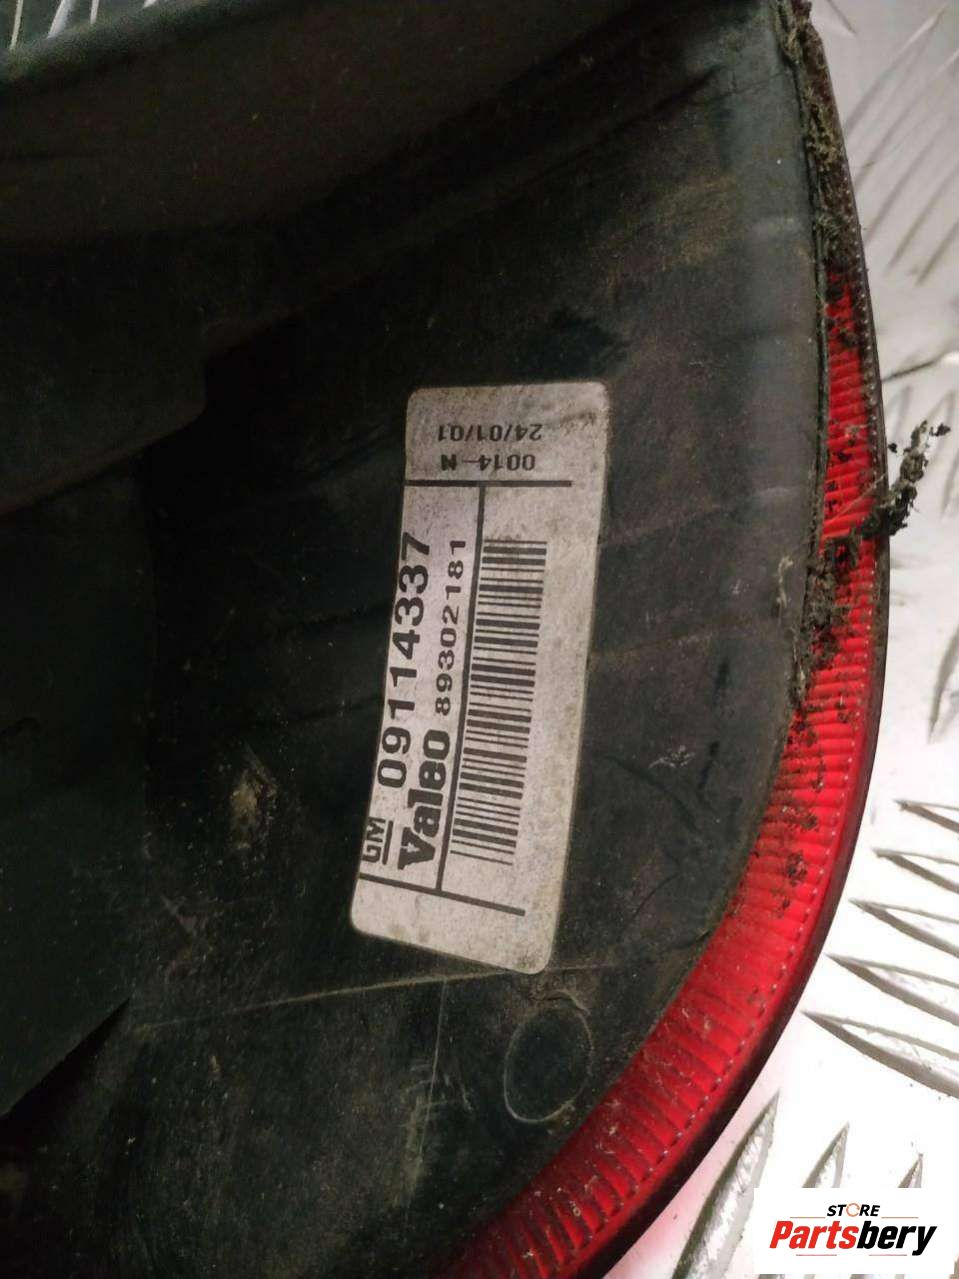 GM 09114337
Valeo 89302181
0014-N
24/01/01
STORE
Partsbery